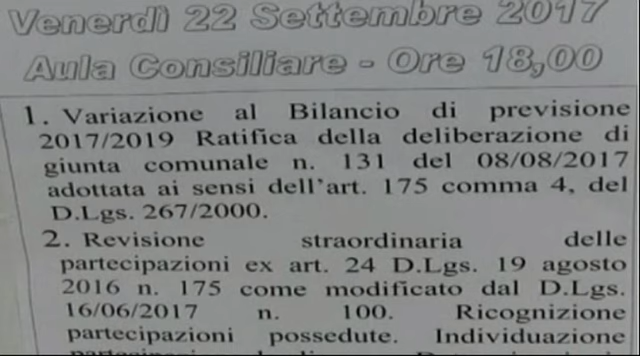 Venerdì 22 Settembre 2017
Aula Consiliare - Ore 18,00
1. Variazione al Bilancio di previsione
2017/2019 Ratifica della deliberazione di
giunta comunale n. 131 del 08/08/2017
adottata ai sensi dell'art. 175 comma 4, del
D.Lgs. 267/2000.
2. Revisione straordinaria delle
partecipazioni ex art. 24 D.Lgs. 19 agosto
2016 n. 175 come modificato dal D.Lgs.
16/06/2017 n. 100. Ricognizione
partecipazioni possedute. Individuazione